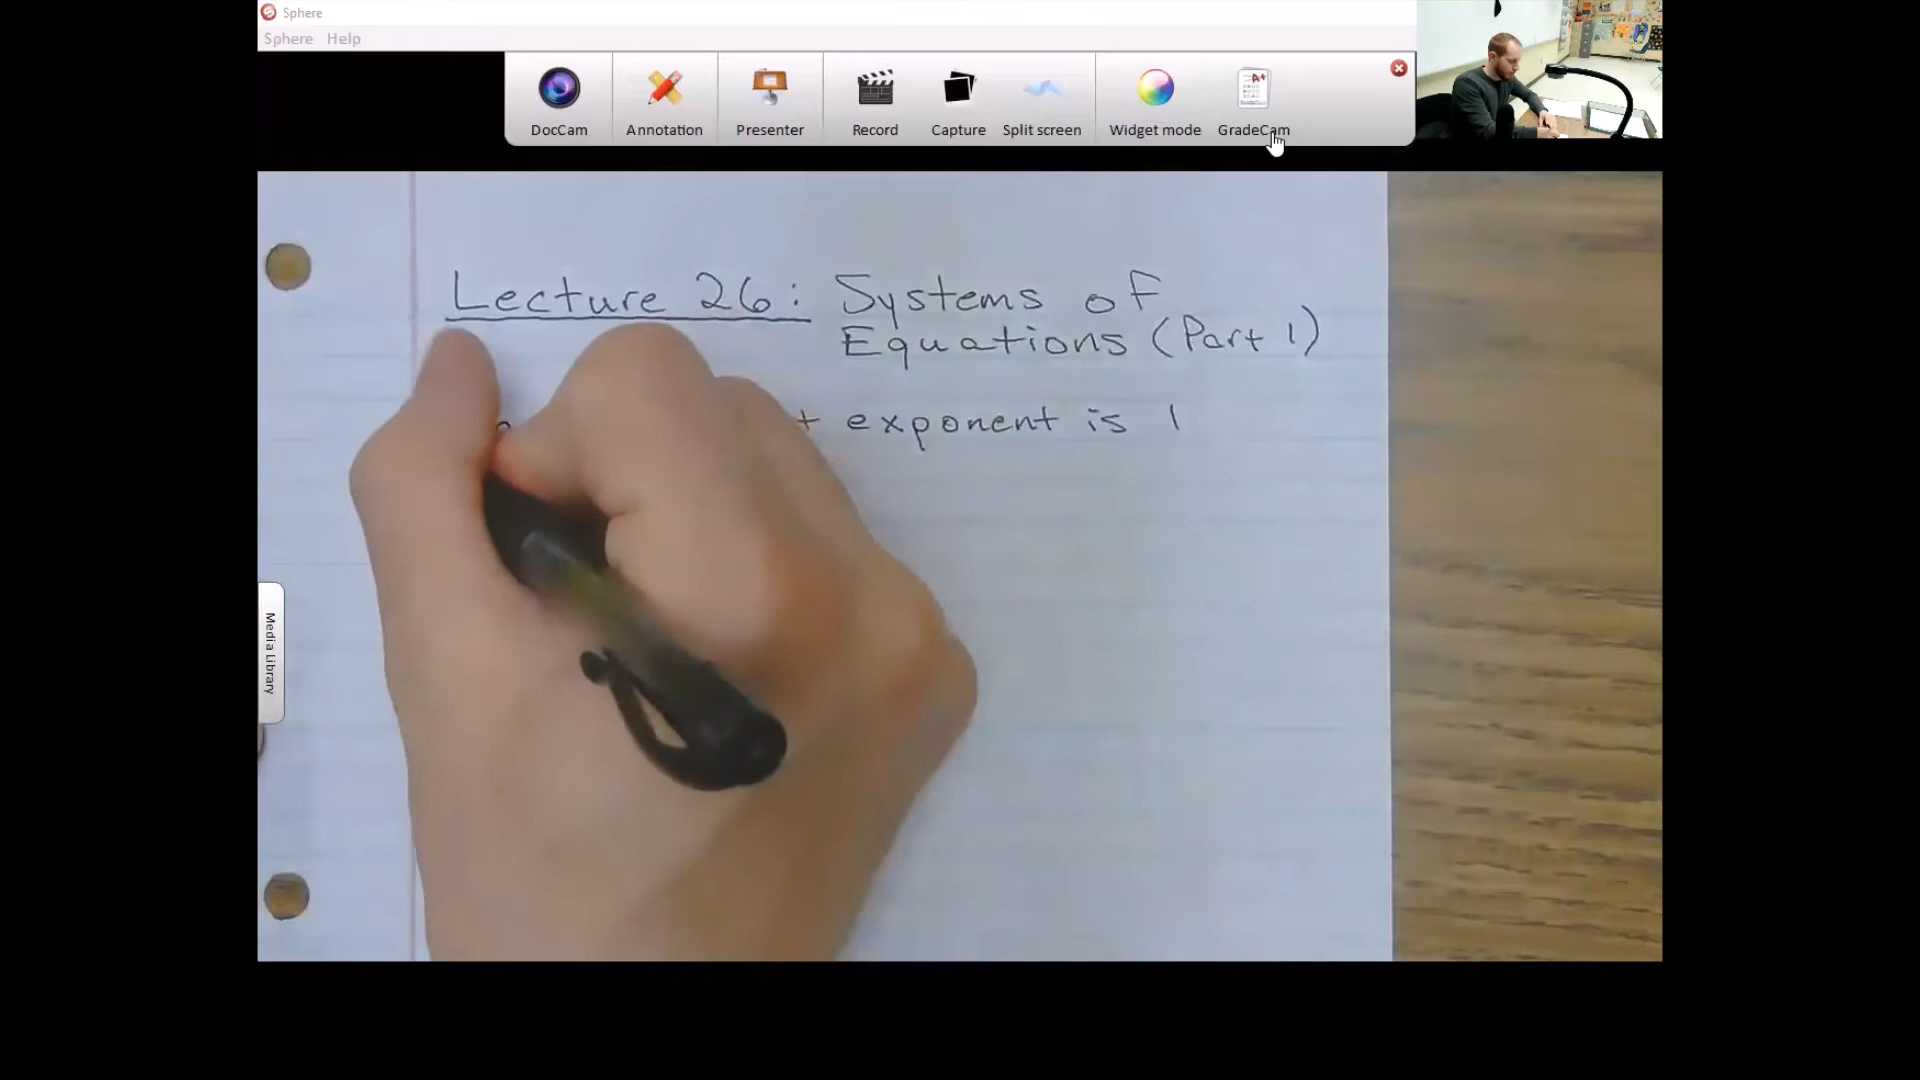 Sphere
Sphere Help
DocCam Annotation Presenter Record Capture Split screen Widget mode GradeCam
Lecture 26: Systems of
Equations (Part 1)
exponent is 1
Media Library